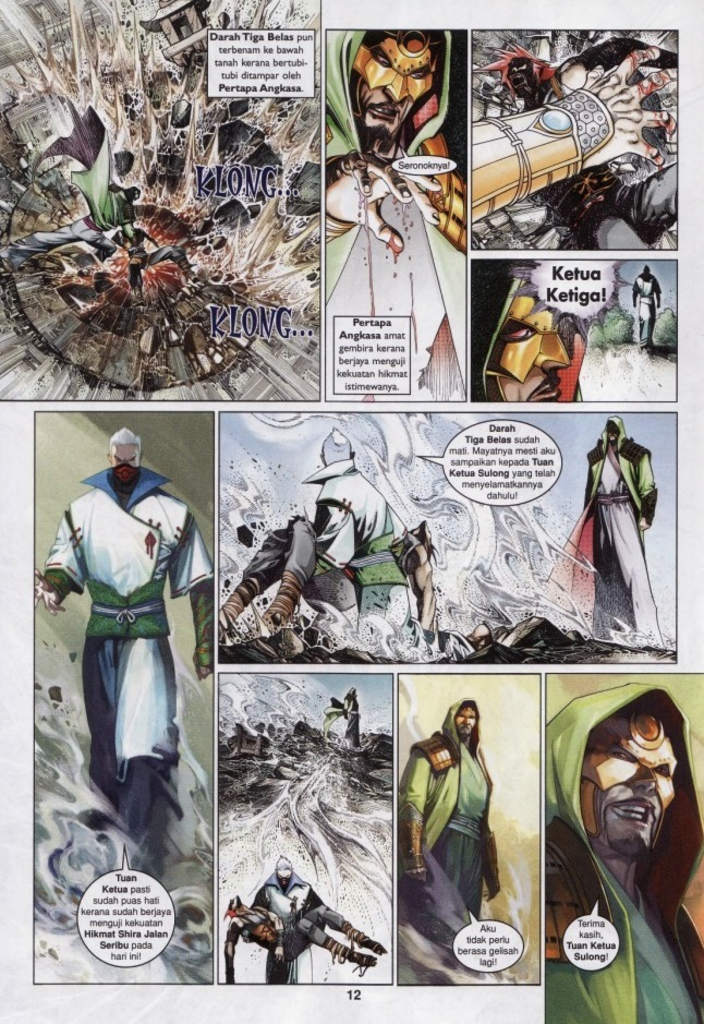 Darah Tiga Belas pun
terbenam ke bawah
tanah kerana bertubi-
tubi ditampar oleh
Pertapa Angkasa.
KLONG...
KLONG...
Seronoknya!
Pertapa
Angkasa amat
gembira kerana
berjaya menguji
kekuatan hikmat
istimewanya.
Ketua
Ketiga!
Darah
Tiga Belas sudah
mati. Mayatnya mesti aku
sampaikan kepada Tuan
Ketua Sulong yang telah
menyelamatkannya
dahulu!
Tuan
Ketua pasti
sudah puas hati
kerana sudah berjaya
menguji kekuatan
Hikmat Shira Jalan
Seribu pada
hari ini!
Aku
tidak perlu
berasa gelisah
lagi!
Terima
kasih,
Tuan Ketua
Sulong!
12